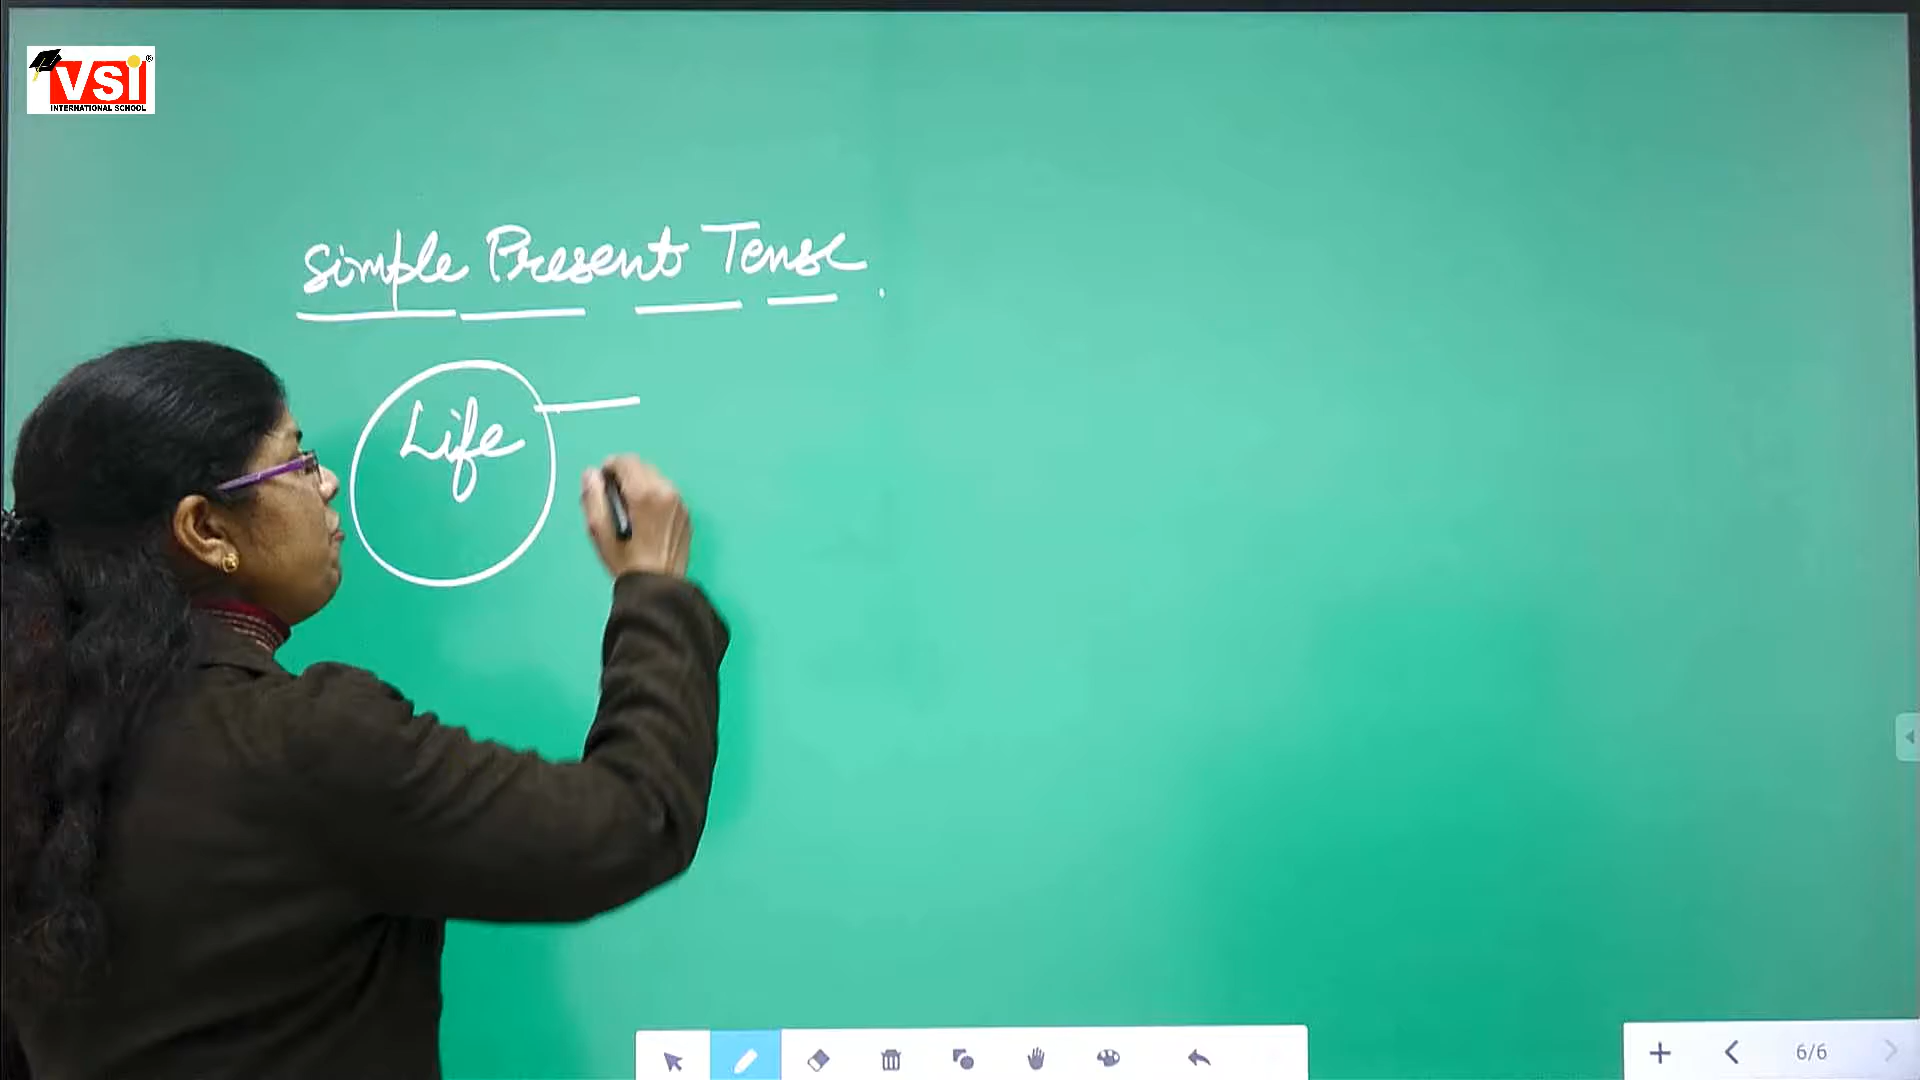 VSI
INTERNATIONAL SCHOOL
Simple Present Tense.
Life
6/6